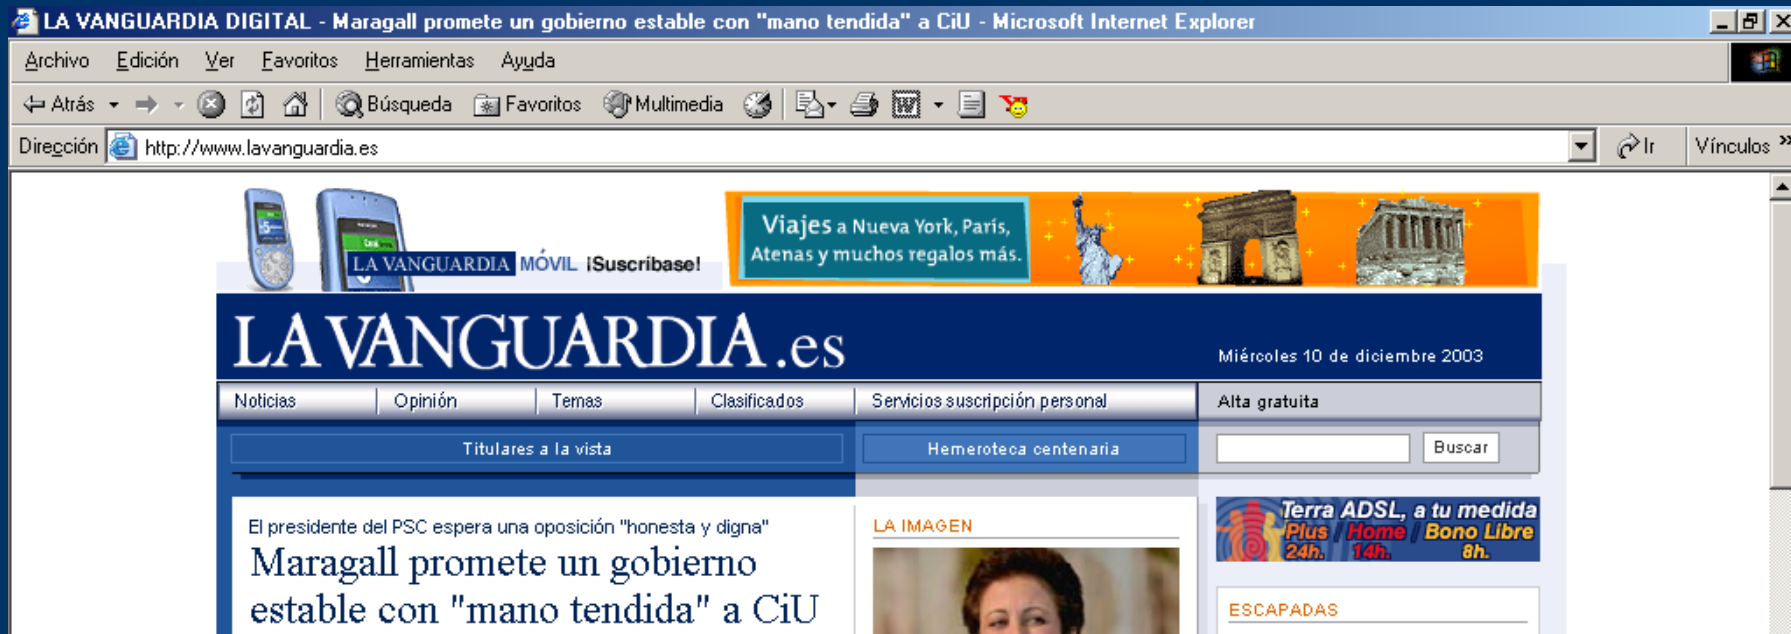 LA VANGUARDIA DIGITAL - Maragall promete un gobierno estable con "mano tendida" a CiU - Microsoft Internet Explorer
Archivo Edición Ver Favoritos Herramientas Ayuda
Atrás Búsqueda Favoritos Multimedia
Dirección http://www.lavanguardia.es Ir Vínculos »
LA VANGUARDIA MÓVIL ¡Suscríbase!
Viajes a Nueva York, París,
Atenas y muchos regalos más.
LA VANGUARDIA.es
Miércoles 10 de diciembre 2003
Noticias Opinión Temas Clasificados Servicios suscripción personal Alta gratuita
Titulares a la vista Hemeroteca centenaria Buscar
El presidente del PSC espera una oposición "honesta y digna"
Maragall promete un gobierno
estable con "mano tendida" a CiU
LA IMAGEN
Terra ADSL, a tu medida
Plus / Home / Bono Libre
24h. 14h. 8h.
ESCAPADAS